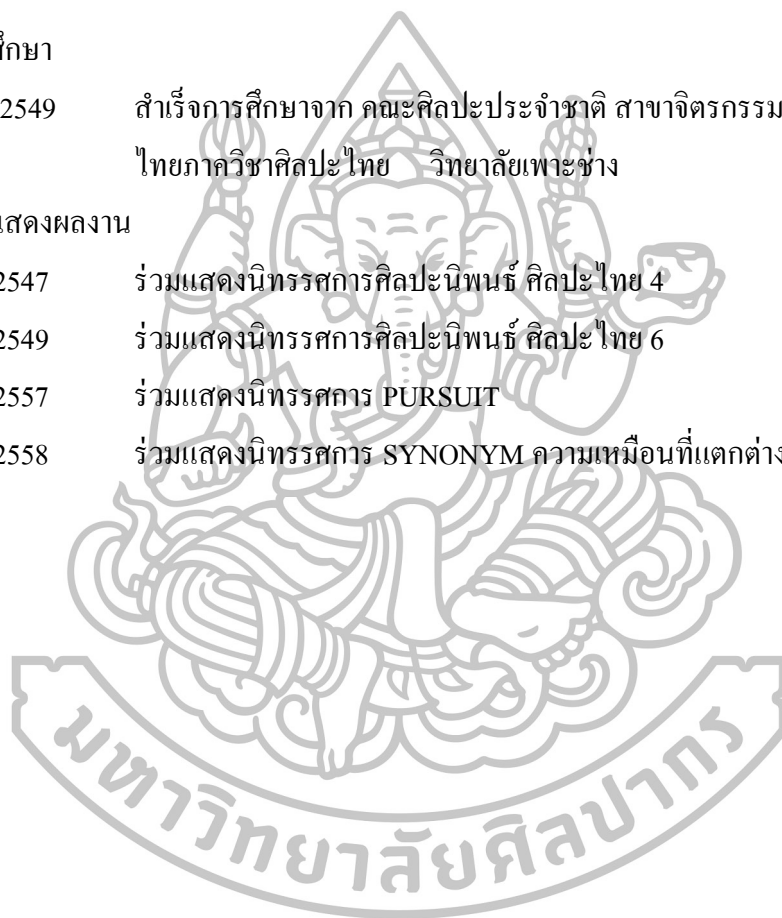 ศึกษา
2549 สำเร็จการศึกษาจาก คณะศิลปะประจำชาติ สาขาจิตรกรรม
ไทยภาควิชาศิลปะไทย วิทยาลัยเพาะช่าง
แสดงผลงาน
2547 ร่วมแสดงนิทรรศการศิลปะนิพนธ์ ศิลปะไทย 4
2549 ร่วมแสดงนิทรรศการศิลปะนิพนธ์ ศิลปะไทย 6
2557 ร่วมแสดงนิทรรศการ PURSUIT
2558 ร่วมแสดงนิทรรศการ SYNONYM ความเหมือนที่แตกต่าง
มหาวิทยาลัยศิลปากร